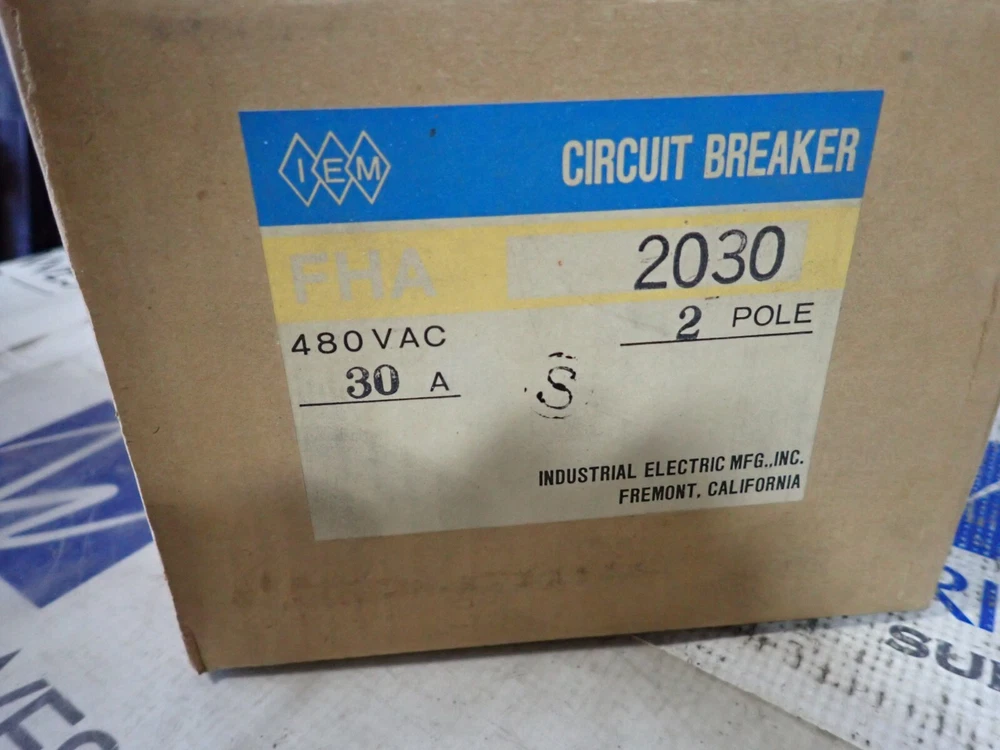 IEM
CIRCUIT BREAKER
FHA 2030
480VAC
2 POLE
30 A
S
INDUSTRIAL ELECTRIC MFG.,INC.
FREMONT, CALIFORNIA